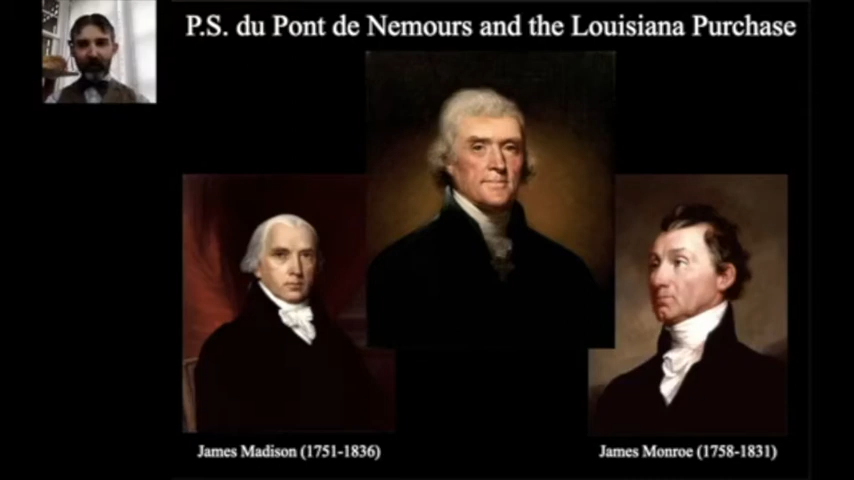 P.S. du Pont de Nemours and the Louisiana Purchase
James Madison (1751-1836)
James Monroe (1758-1831)